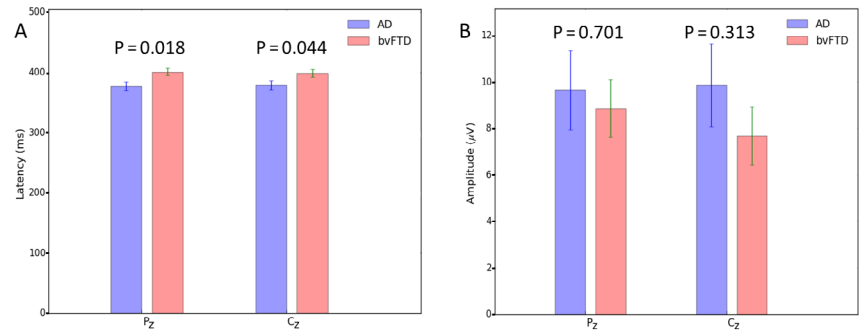 A
500
400
300
200
100
0
Latency (ms)
P = 0.018
P = 0.044
AD
bvFTD
Pz
Cz
B
12
10
8
6
4
2
0
Amplitude (μV)
P = 0.701
P = 0.313
AD
bvFTD
Pz
Cz